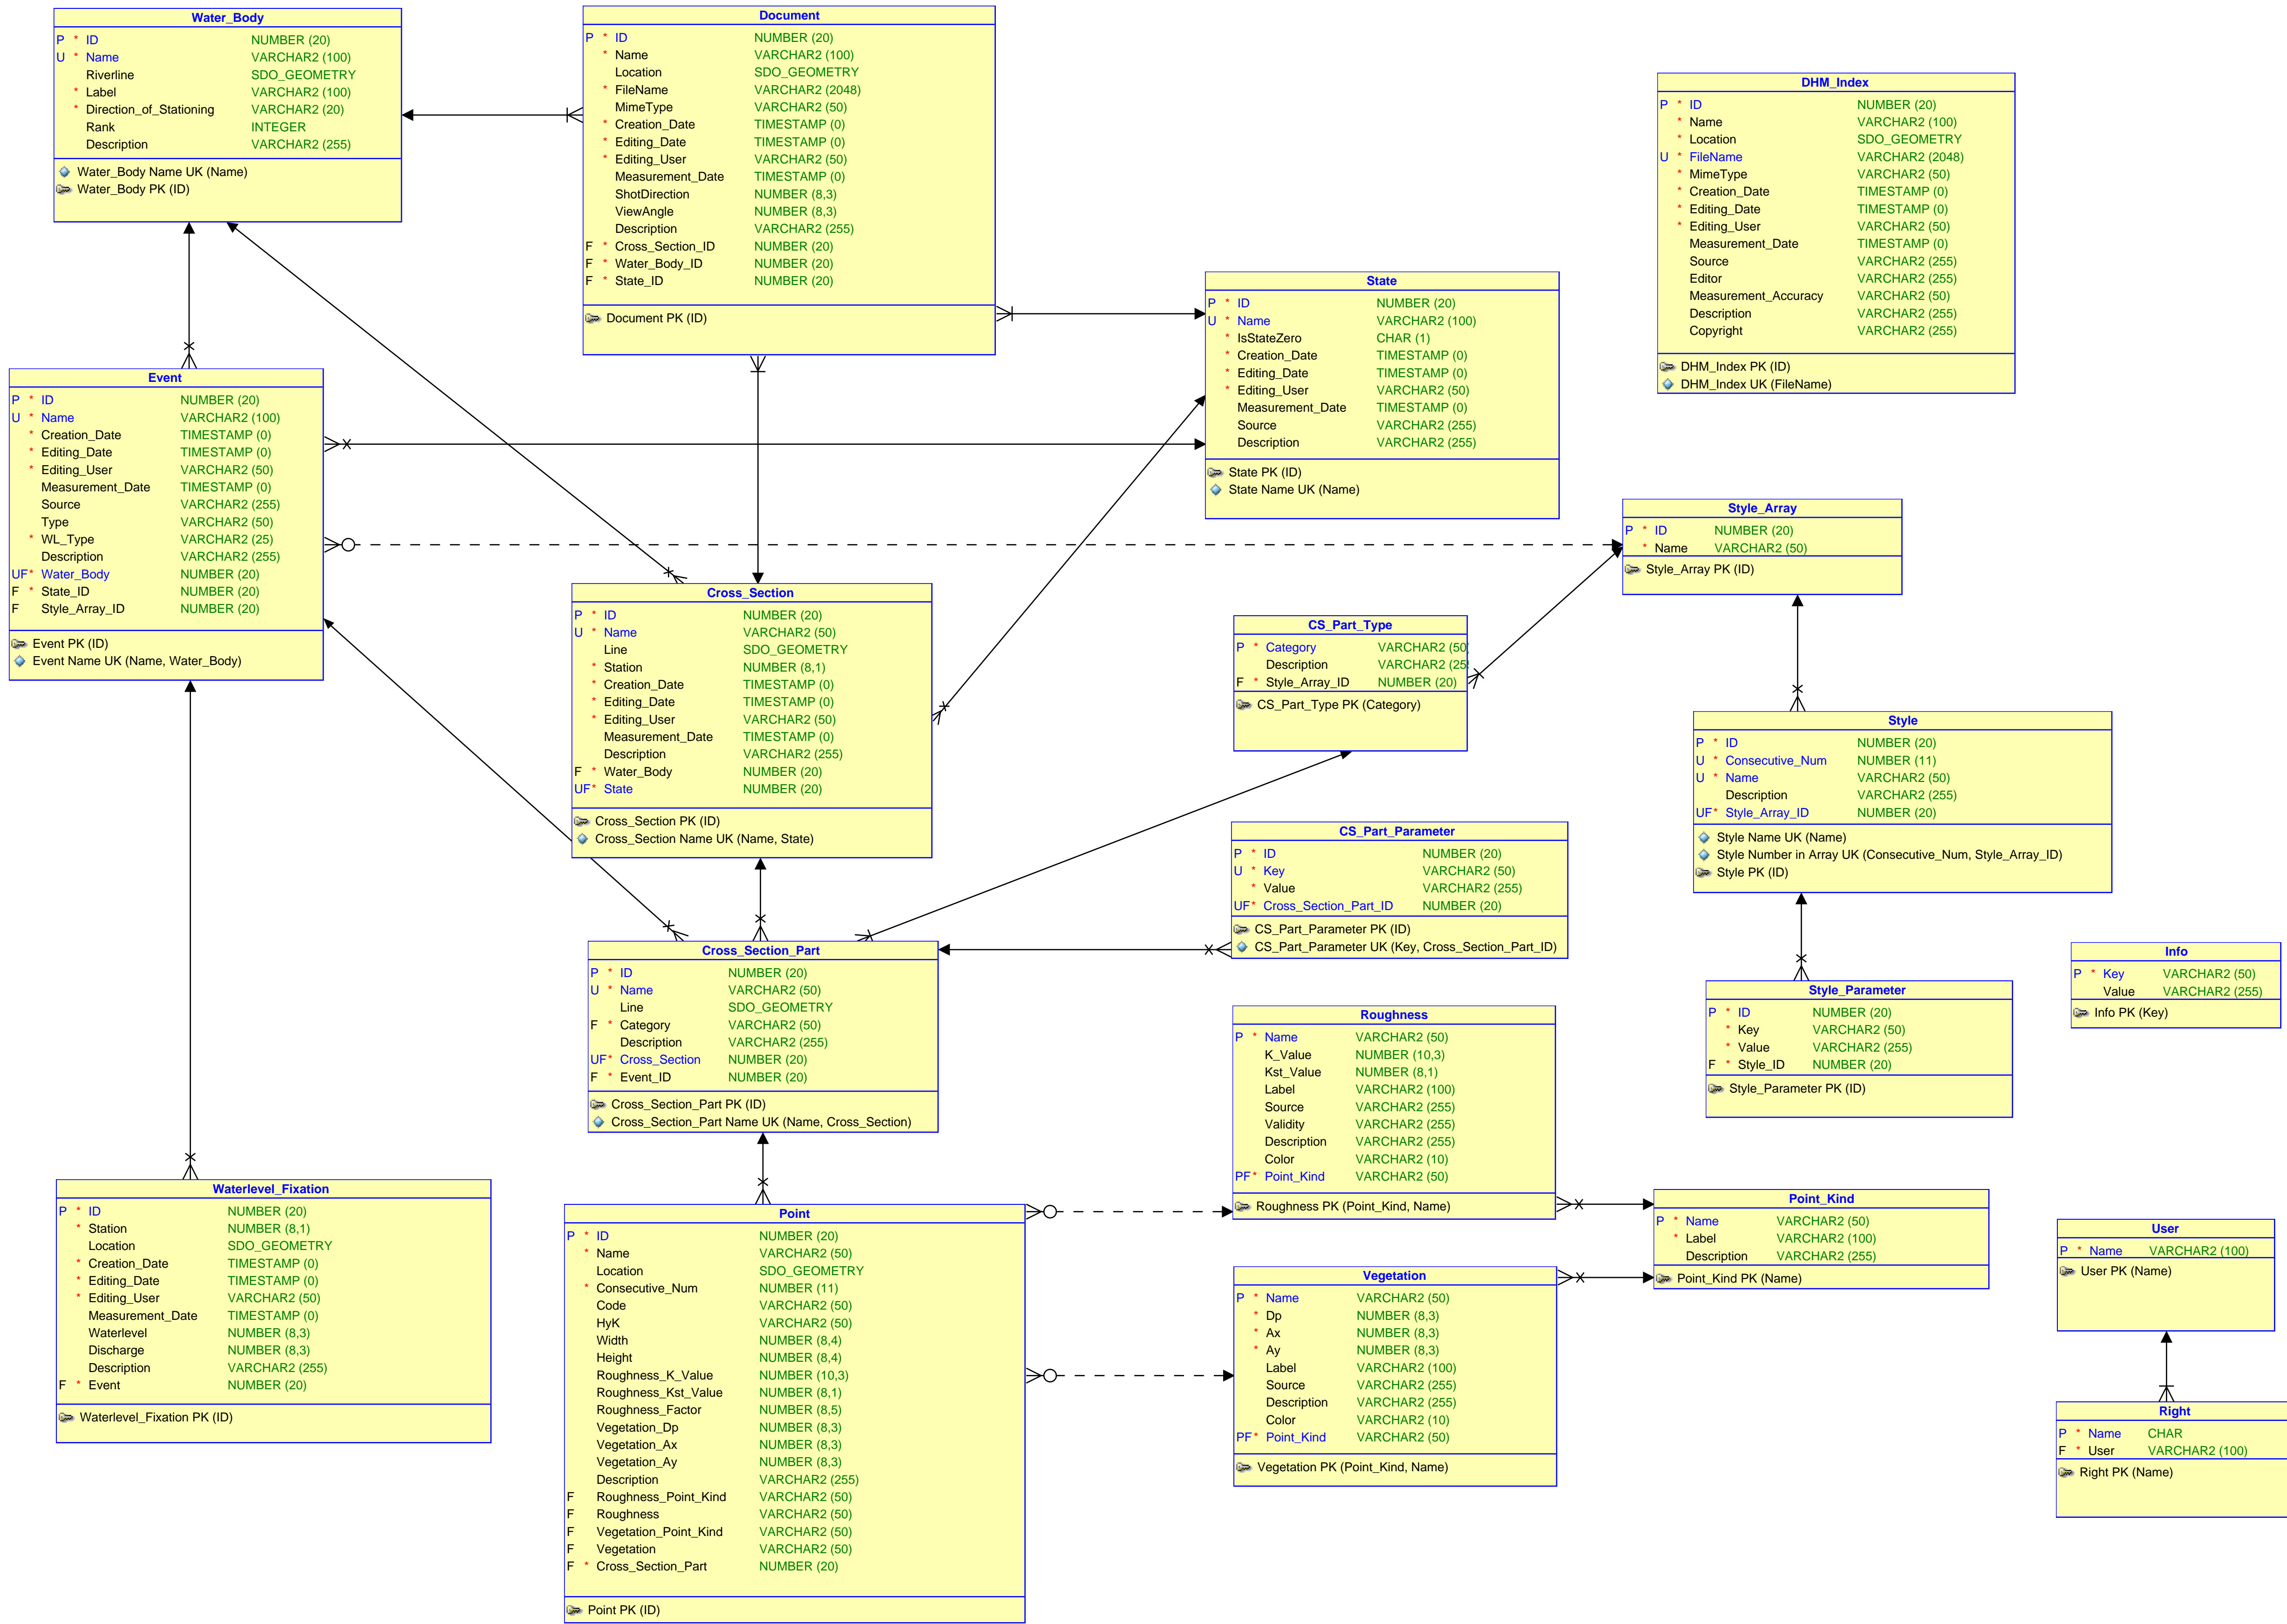 Water_Body
P * ID NUMBER (20)
U * Name VARCHAR2 (100)
Riverline SDO_GEOMETRY
* Label VARCHAR2 (100)
* Direction_of_Stationing VARCHAR2 (20)
Rank INTEGER
Description VARCHAR2 (255)
Water_Body Name UK (Name)
Water_Body PK (ID)
Document
P * ID NUMBER (20)
* Name VARCHAR2 (100)
Location SDO_GEOMETRY
* FileName VARCHAR2 (2048)
MimeType VARCHAR2 (50)
* Creation_Date TIMESTAMP (0)
* Editing_Date TIMESTAMP (0)
* Editing_User VARCHAR2 (50)
Measurement_Date TIMESTAMP (0)
ShotDirection NUMBER (8,3)
ViewAngle NUMBER (8,3)
Description VARCHAR2 (255)
F * Cross_Section_ID NUMBER (20)
F * Water_Body_ID NUMBER (20)
F * State_ID NUMBER (20)
Document PK (ID)
DHM_Index
P * ID NUMBER (20)
* Name VARCHAR2 (100)
* Location SDO_GEOMETRY
U * FileName VARCHAR2 (2048)
* MimeType VARCHAR2 (50)
* Creation_Date TIMESTAMP (0)
* Editing_Date TIMESTAMP (0)
* Editing_User VARCHAR2 (50)
Measurement_Date TIMESTAMP (0)
Source VARCHAR2 (255)
Editor VARCHAR2 (255)
Measurement_Accuracy VARCHAR2 (50)
Description VARCHAR2 (255)
Copyright VARCHAR2 (255)
DHM_Index PK (ID)
DHM_Index UK (FileName)
State
P * ID NUMBER (20)
U * Name VARCHAR2 (100)
* IsStateZero CHAR (1)
* Creation_Date TIMESTAMP (0)
* Editing_Date TIMESTAMP (0)
* Editing_User VARCHAR2 (50)
Measurement_Date TIMESTAMP (0)
Source VARCHAR2 (255)
Description VARCHAR2 (255)
State PK (ID)
State Name UK (Name)
Event
P * ID NUMBER (20)
U * Name VARCHAR2 (100)
* Creation_Date TIMESTAMP (0)
* Editing_Date TIMESTAMP (0)
* Editing_User VARCHAR2 (50)
Measurement_Date TIMESTAMP (0)
Source VARCHAR2 (255)
Type VARCHAR2 (50)
* WL_Type VARCHAR2 (25)
Description VARCHAR2 (255)
UF* Water_Body NUMBER (20)
F * State_ID NUMBER (20)
F Style_Array_ID NUMBER (20)
Event PK (ID)
Event Name UK (Name, Water_Body)
Style_Array
P * ID NUMBER (20)
* Name VARCHAR2 (50)
Style_Array PK (ID)
Cross_Section
P * ID NUMBER (20)
U * Name VARCHAR2 (50)
Line SDO_GEOMETRY
* Station NUMBER (8,1)
* Creation_Date TIMESTAMP (0)
* Editing_Date TIMESTAMP (0)
* Editing_User VARCHAR2 (50)
Measurement_Date TIMESTAMP (0)
Description VARCHAR2 (255)
F * Water_Body NUMBER (20)
UF* State NUMBER (20)
Cross_Section PK (ID)
Cross_Section Name UK (Name, State)
CS_Part_Type
P * Category VARCHAR2 (50
Description VARCHAR2 (25
F * Style_Array_ID NUMBER (20)
CS_Part_Type PK (Category)
Style
P * ID NUMBER (20)
U * Consecutive_Num NUMBER (11)
U * Name VARCHAR2 (50)
Description VARCHAR2 (255)
UF* Style_Array_ID NUMBER (20)
Style Name UK (Name)
Style Number in Array UK (Consecutive_Num, Style_Array_ID)
Style PK (ID)
CS_Part_Parameter
P * ID NUMBER (20)
U * Key VARCHAR2 (50)
* Value VARCHAR2 (255)
UF* Cross_Section_Part_ID NUMBER (20)
CS_Part_Parameter PK (ID)
CS_Part_Parameter UK (Key, Cross_Section_Part_ID)
Cross_Section_Part
P * ID NUMBER (20)
U * Name VARCHAR2 (50)
Line SDO_GEOMETRY
F * Category VARCHAR2 (50)
Description VARCHAR2 (255)
UF* Cross_Section NUMBER (20)
F * Event_ID NUMBER (20)
Cross_Section_Part PK (ID)
Cross_Section_Part Name UK (Name, Cross_Section)
Info
P * Key VARCHAR2 (50)
Value VARCHAR2 (255)
Info PK (Key)
Style_Parameter
P * ID NUMBER (20)
* Key VARCHAR2 (50)
* Value VARCHAR2 (255)
F * Style_ID NUMBER (20)
Style_Parameter PK (ID)
Roughness
P * Name VARCHAR2 (50)
K_Value NUMBER (10,3)
Kst_Value NUMBER (8,1)
Label VARCHAR2 (100)
Source VARCHAR2 (255)
Validity VARCHAR2 (255)
Description VARCHAR2 (255)
Color VARCHAR2 (10)
PF* Point_Kind VARCHAR2 (50)
Roughness PK (Point_Kind, Name)
Waterlevel_Fixation
P * ID NUMBER (20)
* Station NUMBER (8,1)
Location SDO_GEOMETRY
* Creation_Date TIMESTAMP (0)
* Editing_Date TIMESTAMP (0)
* Editing_User VARCHAR2 (50)
Measurement_Date TIMESTAMP (0)
Waterlevel NUMBER (8,3)
Discharge NUMBER (8,3)
Description VARCHAR2 (255)
F * Event NUMBER (20)
Waterlevel_Fixation PK (ID)
Point
P * ID NUMBER (20)
* Name VARCHAR2 (50)
Location SDO_GEOMETRY
* Consecutive_Num NUMBER (11)
Code VARCHAR2 (50)
HyK VARCHAR2 (50)
Width NUMBER (8,4)
Height NUMBER (8,4)
Roughness_K_Value NUMBER (10,3)
Roughness_Kst_Value NUMBER (8,1)
Roughness_Factor NUMBER (8,5)
Vegetation_Dp NUMBER (8,3)
Vegetation_Ax NUMBER (8,3)
Vegetation_Ay NUMBER (8,3)
Description VARCHAR2 (255)
F Roughness_Point_Kind VARCHAR2 (50)
F Roughness VARCHAR2 (50)
F Vegetation_Point_Kind VARCHAR2 (50)
F Vegetation VARCHAR2 (50)
F * Cross_Section_Part NUMBER (20)
Point PK (ID)
Point_Kind
P * Name VARCHAR2 (50)
* Label VARCHAR2 (100)
Description VARCHAR2 (255)
Point_Kind PK (Name)
Vegetation
P * Name VARCHAR2 (50)
* Dp NUMBER (8,3)
* Ax NUMBER (8,3)
* Ay NUMBER (8,3)
Label VARCHAR2 (100)
Source VARCHAR2 (255)
Description VARCHAR2 (255)
Color VARCHAR2 (10)
PF* Point_Kind VARCHAR2 (50)
Vegetation PK (Point_Kind, Name)
User
P * Name VARCHAR2 (100)
User PK (Name)
Right
P * Name CHAR
F * User VARCHAR2 (100)
Right PK (Name)